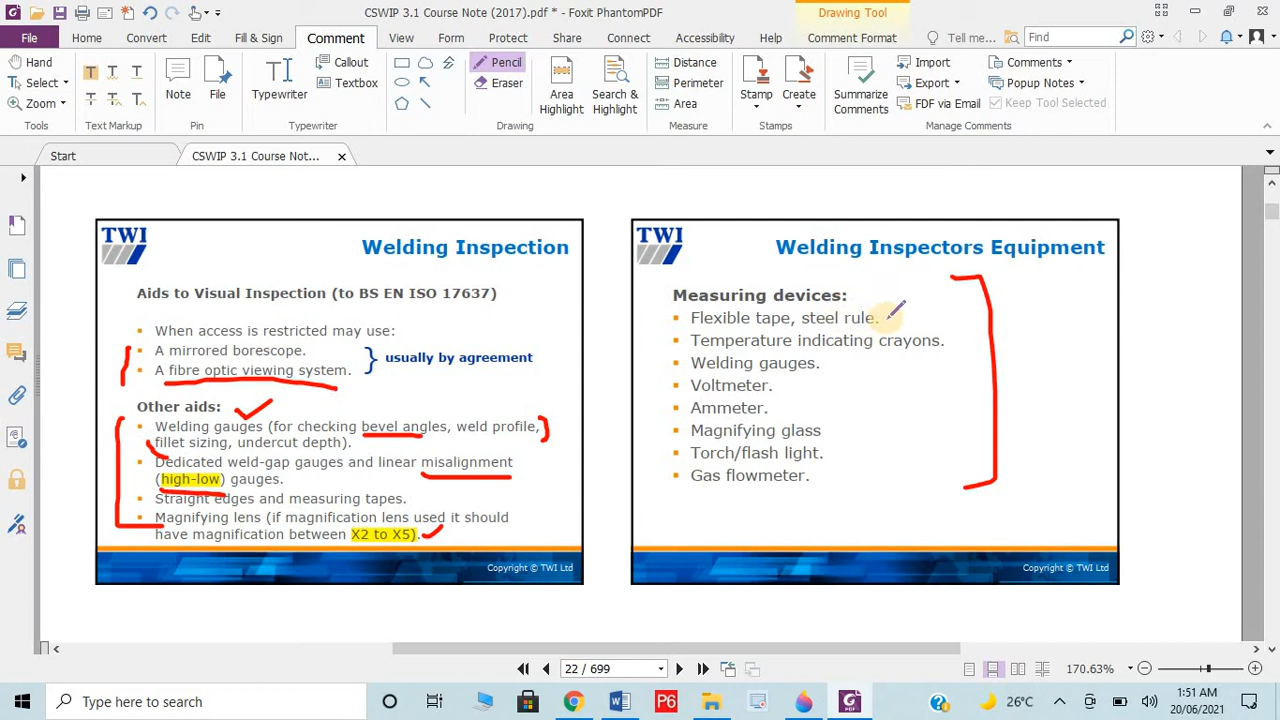 CSWIP 3.1 Course Note (2017).pdf * - Foxit PhantomPDF
Drawing Tool
File Home Convert Edit Fill & Sign Comment View Form Protect Share Connect Accessibility Help Comment Format Tell me... Find
Hand
Select
Zoom
Tools
T T T
T T T
Text Markup
Note
File
Pin
Typewriter
Callout
Textbox
Typewriter
Pencil
Eraser
Drawing
Area Highlight
Search & Highlight
Distance
Perimeter
Area
Measure
Stamp
Create
Stamps
Summarize Comments
Import
Export
FDF via Email
Comments
Popup Notes
Keep Tool Selected
Manage Comments
Start
CSWIP 3.1 Course Not...
TWI
Welding Inspection
Aids to Visual Inspection (to BS EN ISO 17637)
When access is restricted may use:
A mirrored borescope.
A fibre optic viewing system.
} usually by agreement
Other aids:
Welding gauges (for checking bevel angles, weld profile,
fillet sizing, undercut depth).
Dedicated weld-gap gauges and linear misalignment
(high-low) gauges.
Straight edges and measuring tapes.
Magnifying lens (if magnification lens used it should
have magnification between X2 to X5).
Copyright © TWI Ltd
TWI
Welding Inspectors Equipment
Measuring devices:
Flexible tape, steel rule.
Temperature indicating crayons.
Welding gauges.
Voltmeter.
Ammeter.
Magnifying glass
Torch/flash light.
Gas flowmeter.
Copyright © TWI Ltd
22 / 699
170.63%
Type here to search
P6
PDF
26°C
1:51 AM
20/06/2021